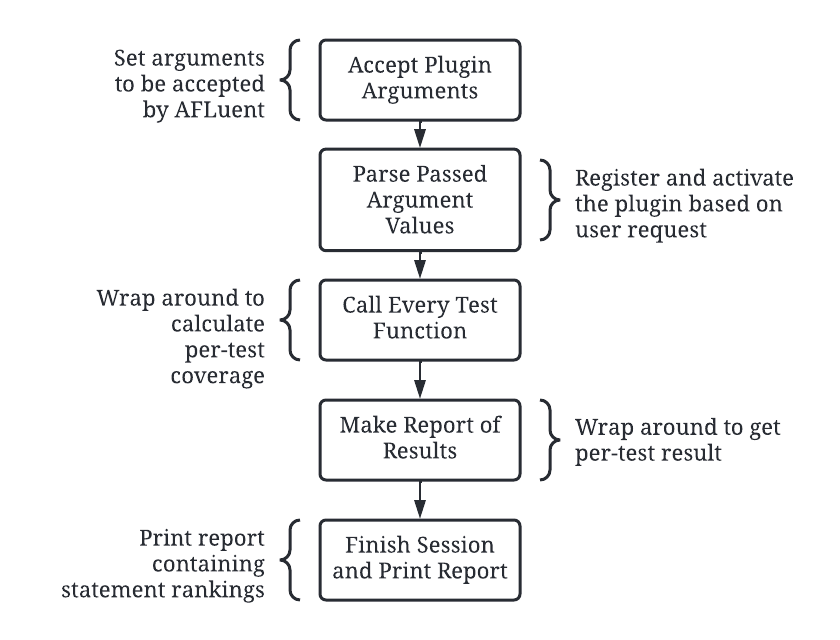 Set arguments
to be accepted
by AFLuent
Accept Plugin
Arguments
Parse Passed
Argument
Values
Register and activate
the plugin based on
user request
Wrap around to
calculate
per-test
coverage
Call Every Test
Function
Make Report of
Results
Wrap around to get
per-test result
Print report
containing
statement rankings
Finish Session
and Print Report